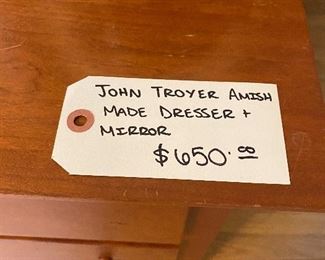 JOHN TROYER AMISH
MADE DRESSER +
MIRROR
$650.00